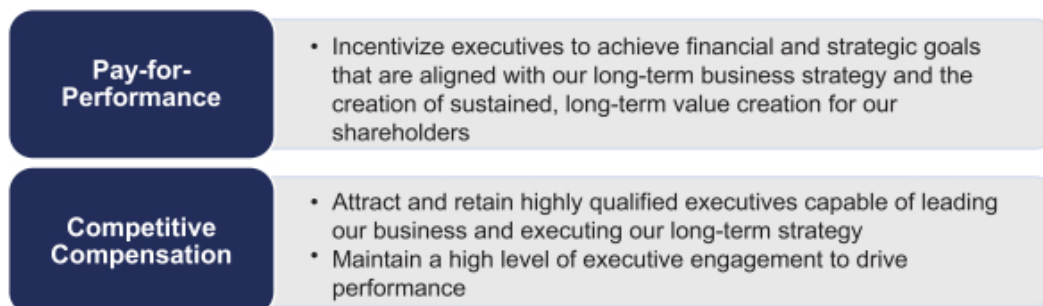 Pay-for-
Performance
• Incentivize executives to achieve financial and strategic goals
that are aligned with our long-term business strategy and the
creation of sustained, long-term value creation for our
shareholders
Competitive
Compensation
• Attract and retain highly qualified executives capable of leading
our business and executing our long-term strategy
• Maintain a high level of executive engagement to drive
performance